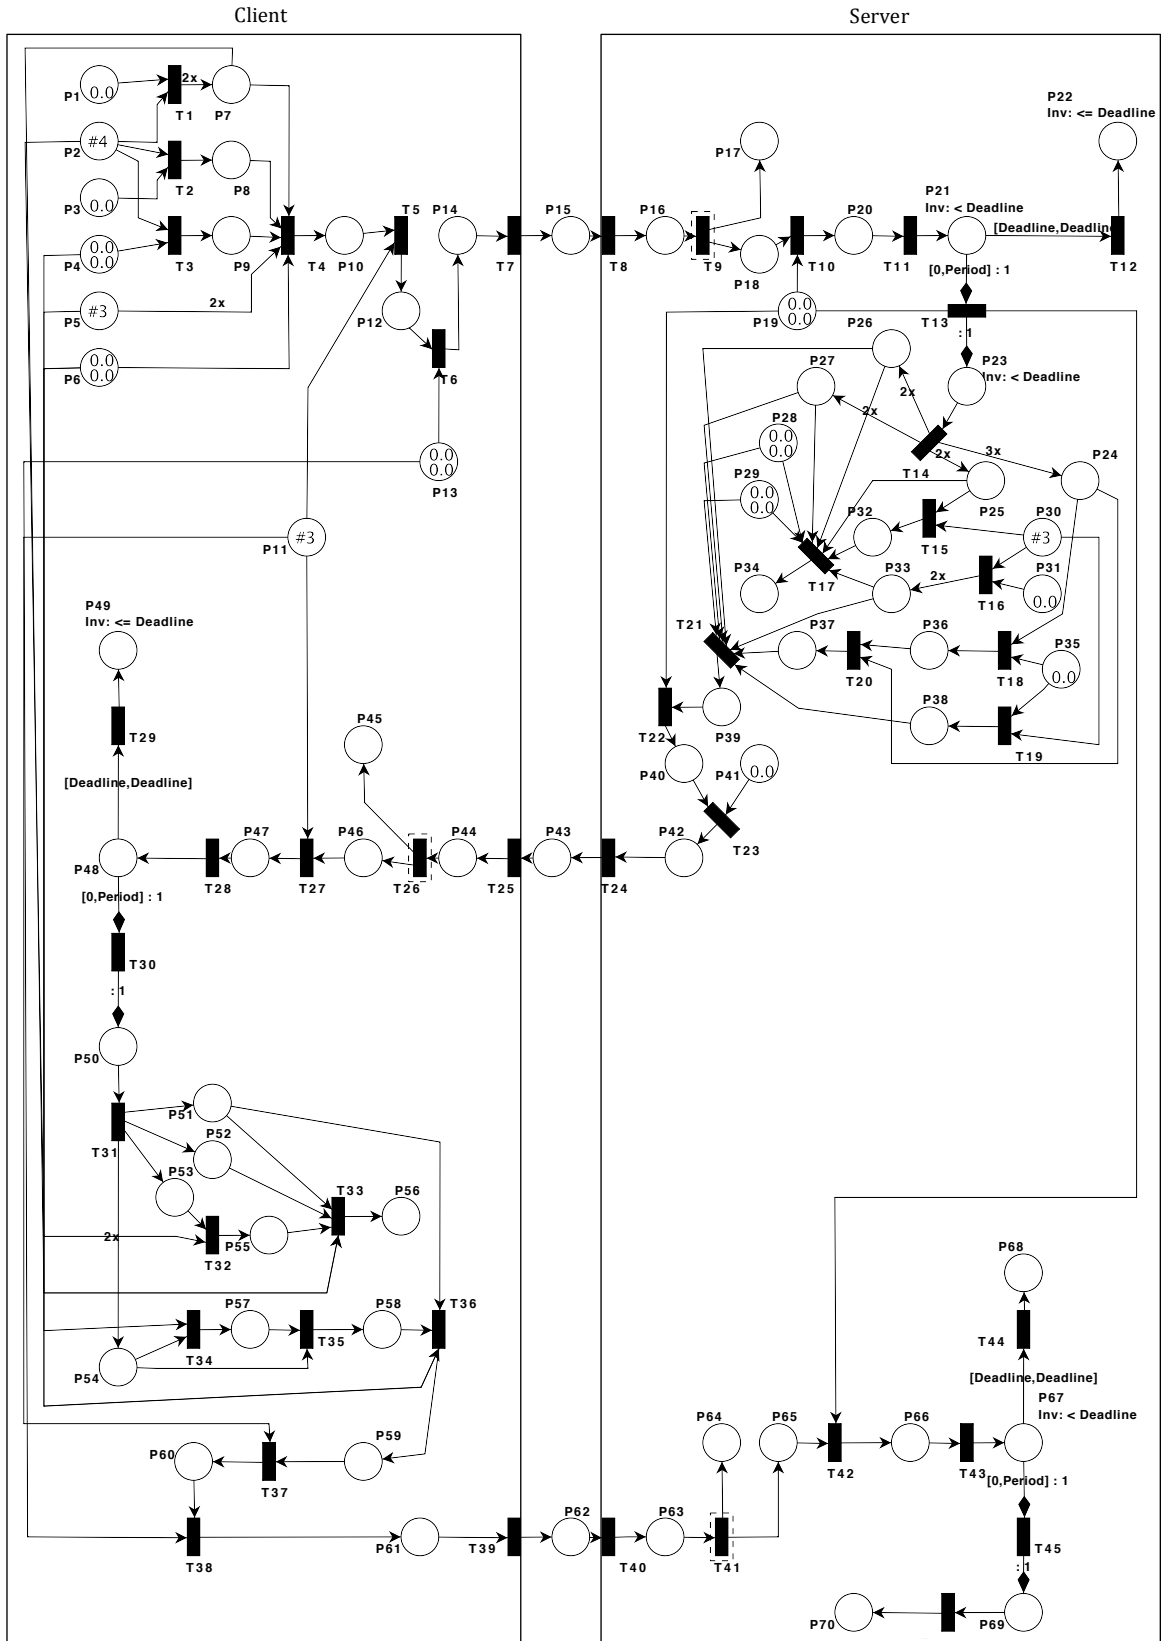 Client
Server
P1
0.0
2x
T1
P7
P2
#4
T2
P8
P3
0.0
P4
0.0
0.0
T3
P9
T4
P10
T5
P14
T7
P15
T8
P16
T9
P17
P18
T10
P20
T11
P21
Inv: < Deadline
[Deadline,Deadline
P22
Inv: <= Deadline
T12
[0,Period] : 1
P5
#3
2x
P12
P6
0.0
0.0
T6
P19
0.0
0.0
T13
: 1
P26
P27
P23
Inv: < Deadline
2x
2x
P28
0.0
0.0
2x
3x
P24
T14
P13
0.0
0.0
P29
0.0
0.0
P25
P11
#3
P32
T15
P30
#3
P34
T17
P33
2x
T16
P31
0.0
P49
Inv: <= Deadline
T21
P37
T20
P36
T18
P35
0.0
P38
T19
T29
P45
T22
P39
P40
P41
0.0
[Deadline,Deadline]
P48
T28
P47
T27
P46
T26
P44
T25
P43
T24
P42
T23
[0,Period] : 1
T30
: 1
P50
P51
T31
P52
P53
T33
P56
2x
T32
P55
T36
P57
P58
T34
T35
P54
P68
T44
[Deadline,Deadline]
P67
Inv: < Deadline
P60
P59
T37
P64
P65
T42
P66
T43
[0,Period] : 1
T38
P61
T39
P62
T40
P63
T41
T45
: 1
P70
P69